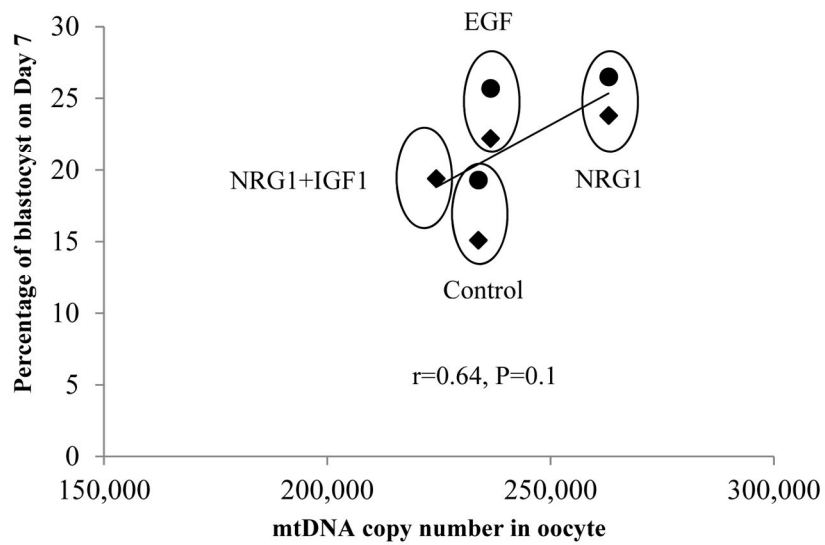 EGF
30
25
20
15
10
5
0
Percentage of blastocyst on Day 7
NRG1+IGF1
NRG1
Control
r=0.64, P=0.1
150,000 200,000 250,000 300,000
mtDNA copy number in oocyte